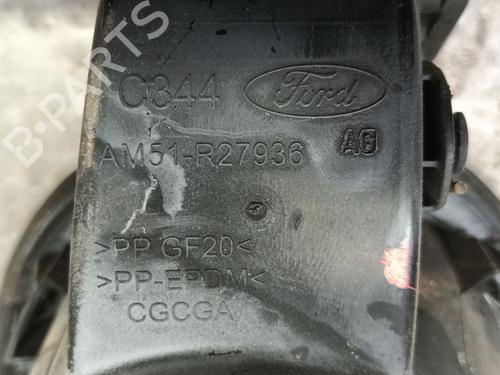 B-PARTS
C344 Ford
AM51-R27936 AG
>PP GF20<
>PP-EPDM<
CGCGA